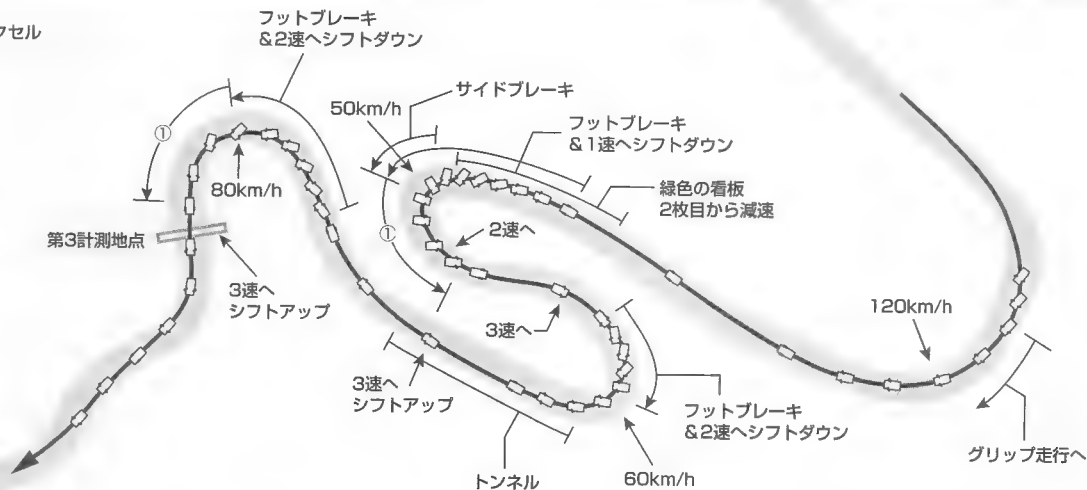 クセル
フットブレーキ
&2速へシフトダウン
サイドブレーキ
50km/h
フットブレーキ
&1速へシフトダウン
①
80km/h
緑色の看板
2枚目から減速
第3計測地点
①
2速へ
3速へ
シフトアップ
3速へ
120km/h
3速へ
シフトアップ
フットブレーキ
&2速へシフトダウン
グリップ走行へ
トンネル
60km/h